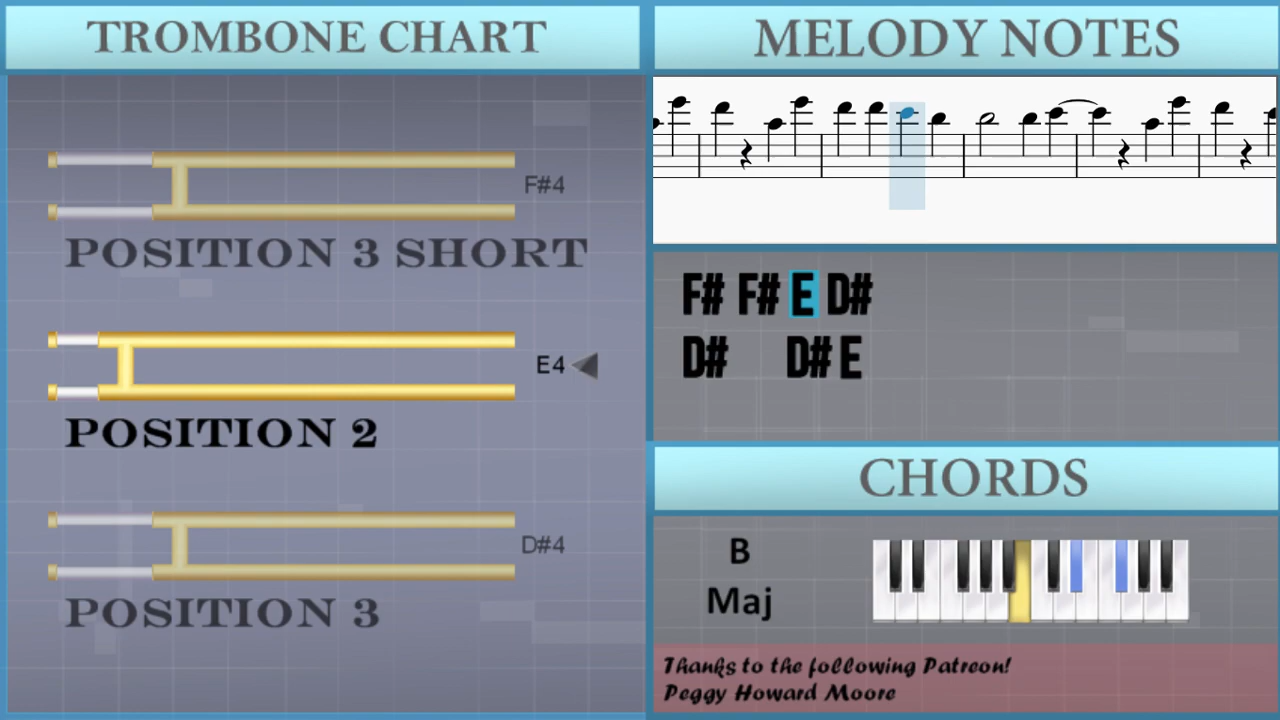 TROMBONE CHART
F#4
POSITION 3 SHORT
E4
POSITION 2
D#4
POSITION 3
MELODY NOTES
F# F# E D#
D# D# E
CHORDS
B
Maj
Thanks to the following Patreon!
Peggy Howard Moore